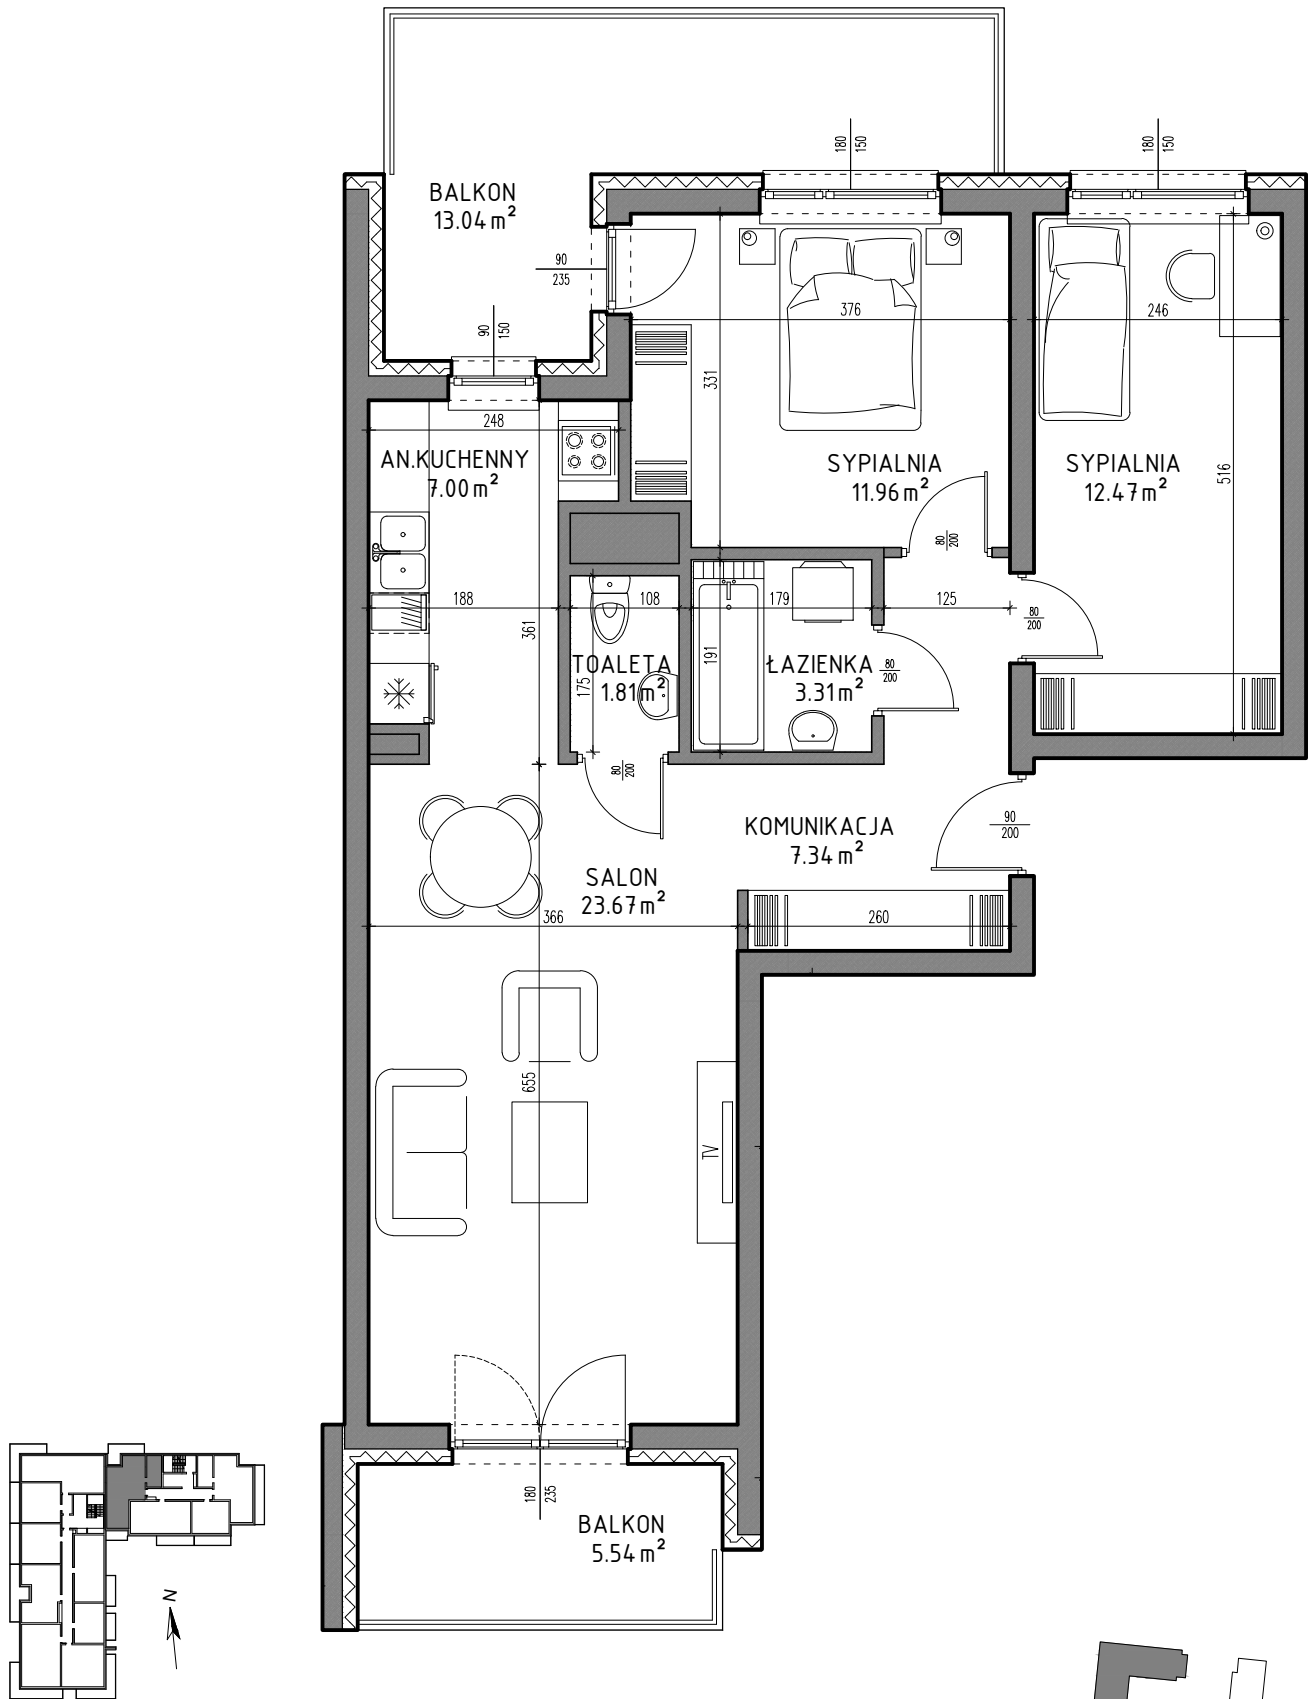 180
150
180
150
BALKON
13.04 m²
90
235
90
150
376
246
331
248
AN.KUCHENNY
7.00 m²
SYPIALNIA
11.96 m²
SYPIALNIA
12.47 m²
516
80
200
188
361
108
179
125
80
200
TOALETA
1.81 m²
175
191
ŁAZIENKA
3.31 m²
80
200
80
200
KOMUNIKACJA
7.34 m²
90
200
SALON
23.67 m²
366
260
655
TV
180
235
BALKON
5.54 m²
N